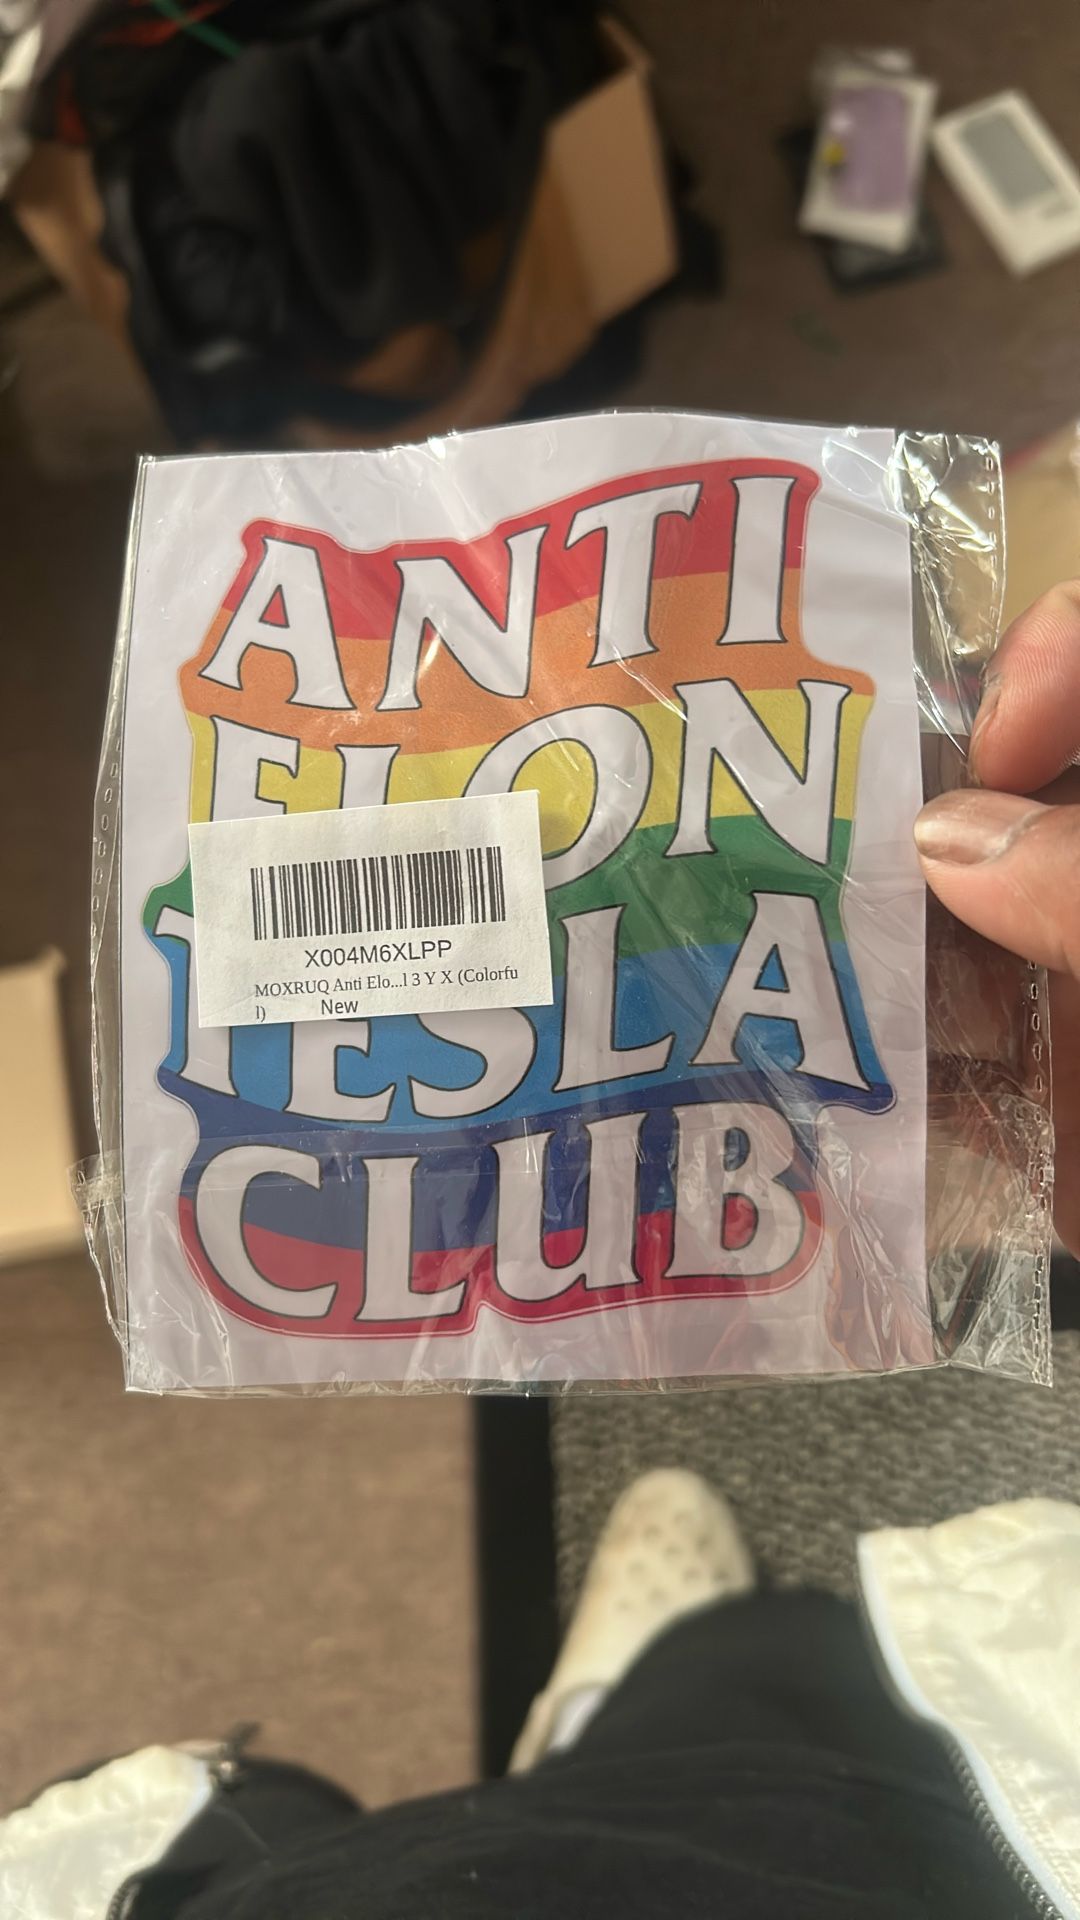 ANTI
ELON
TESLA
CLUB
X004M6XLPP
MOXRUQ Anti Elo...l 3 Y X (Colorfu
l) New